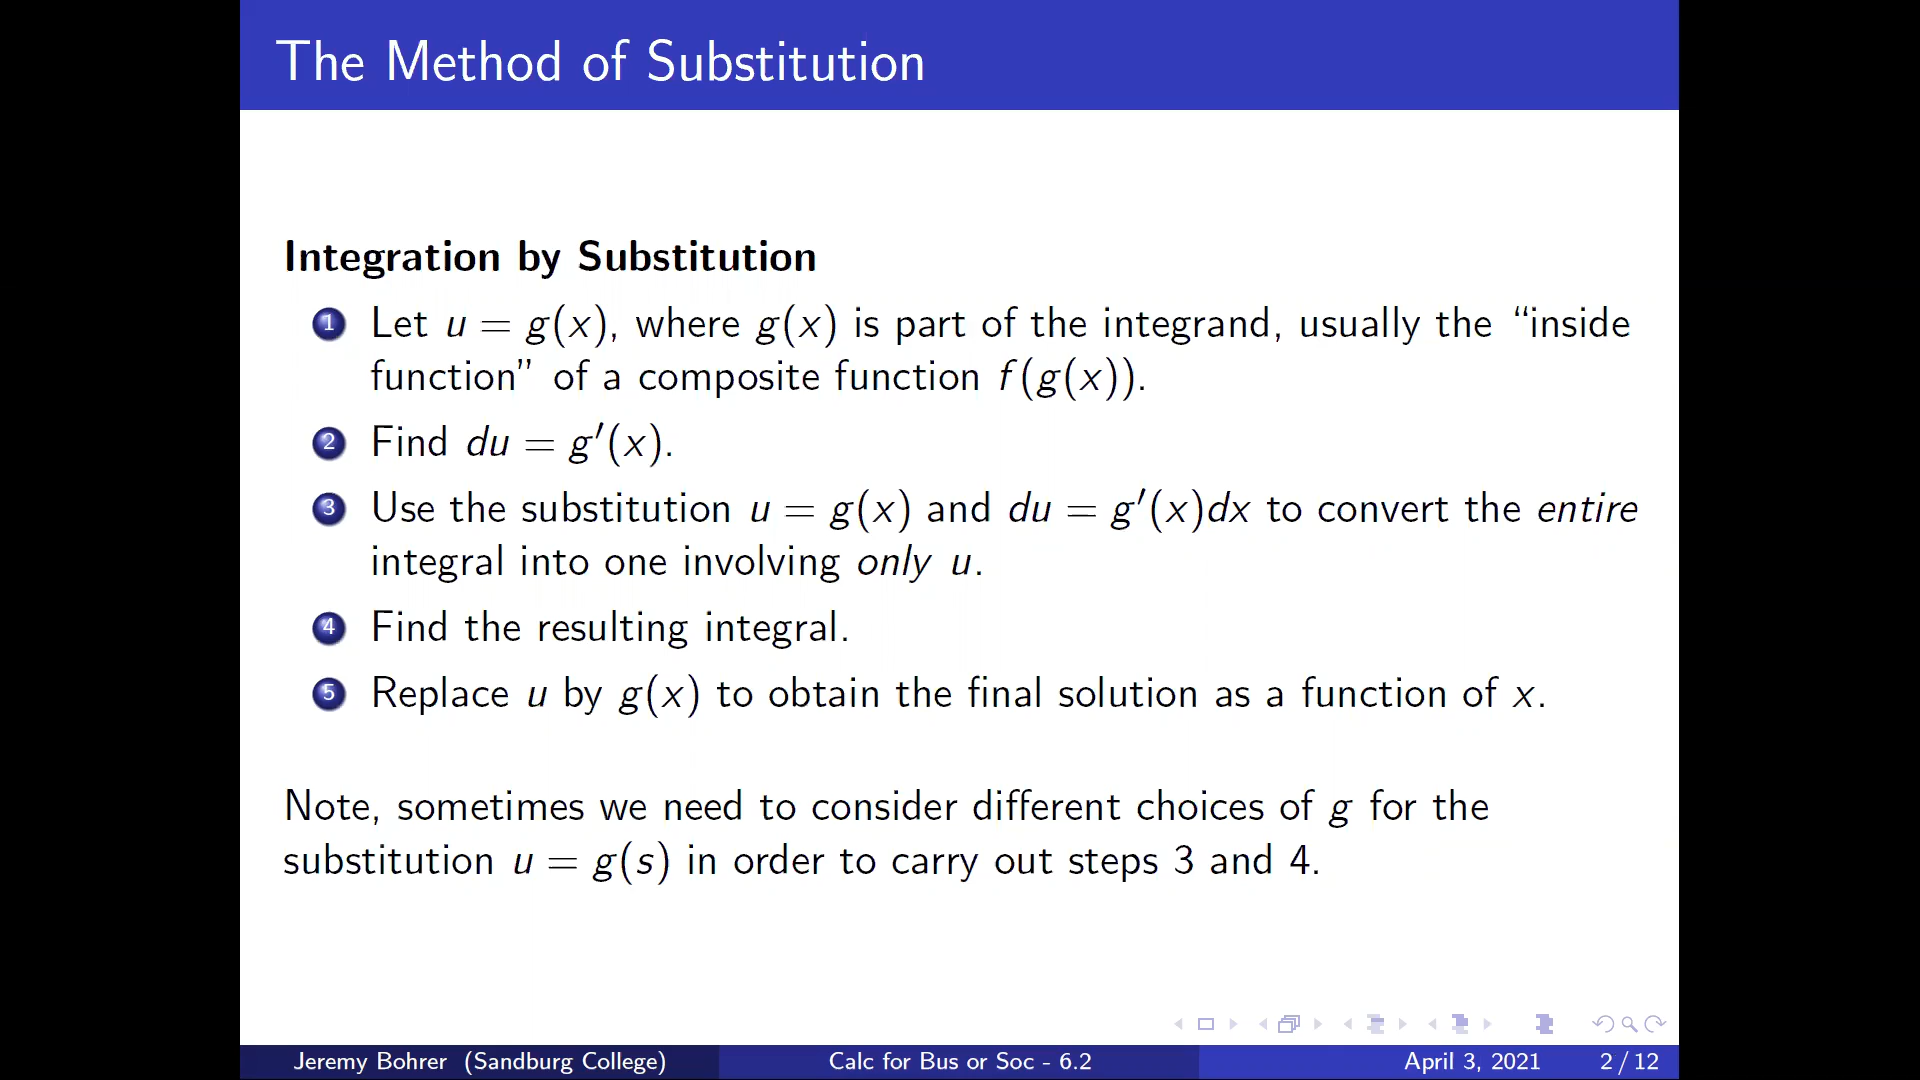 The Method of Substitution
Integration by Substitution
1 Let u = g(x), where g(x) is part of the integrand, usually the “inside
function” of a composite function f(g(x)).
2 Find du = g′(x).
3 Use the substitution u = g(x) and du = g′(x)dx to convert the entire
integral into one involving only u.
4 Find the resulting integral.
5 Replace u by g(x) to obtain the final solution as a function of x.
Note, sometimes we need to consider different choices of g for the
substitution u = g(s) in order to carry out steps 3 and 4.
Jeremy Bohrer (Sandburg College) Calc for Bus or Soc - 6.2 April 3, 2021 2 / 12